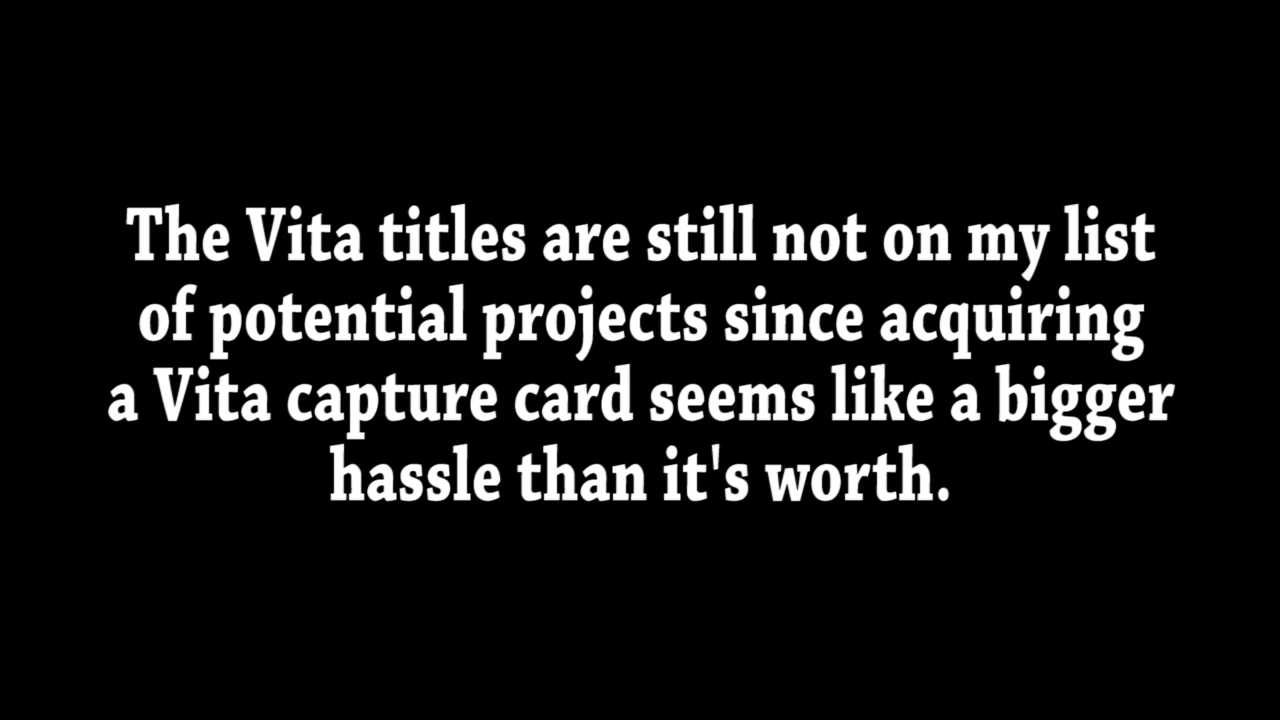 The Vita titles are still not on my list
of potential projects since acquiring
a Vita capture card seems like a bigger
hassle than it's worth.